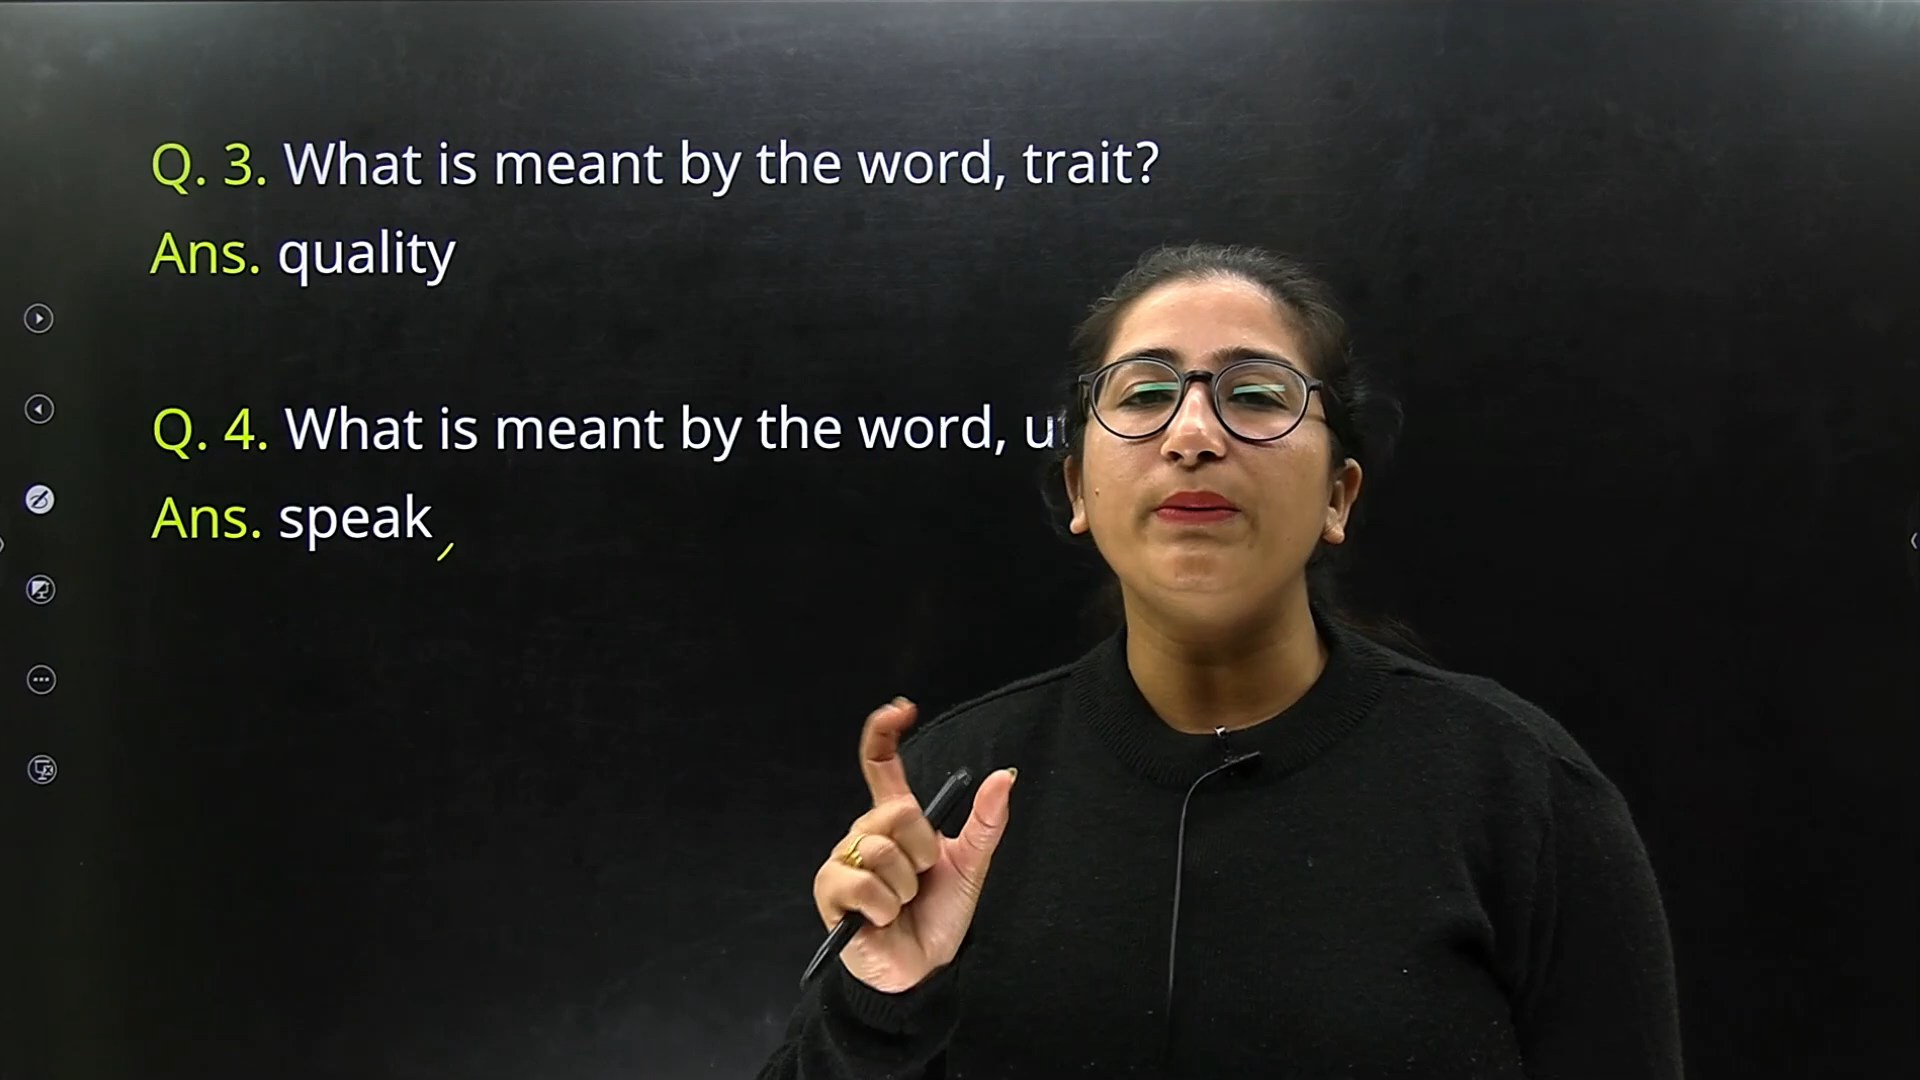 Q. 3. What is meant by the word, trait?
Ans. quality
Q. 4. What is meant by the word,
Ans. speak